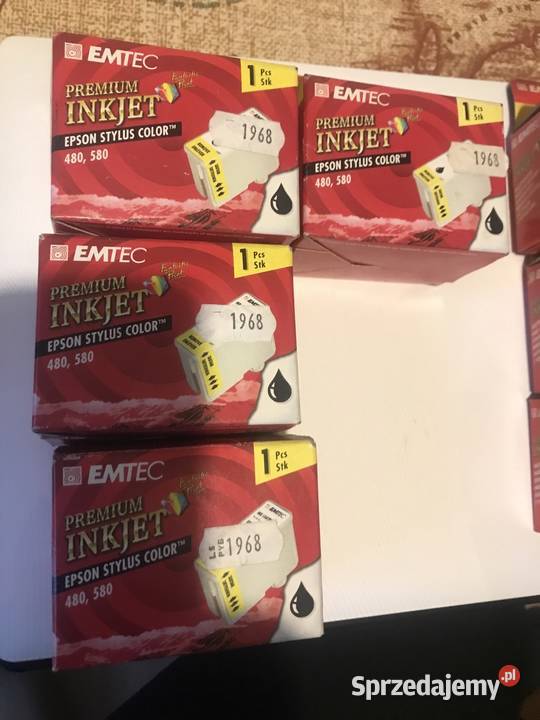 EMTEC
1 Pcs
Stk
PREMIUM
INKJET
EPSON STYLUS COLOR™
480, 580
1968
EMTEC
1 Pcs
Stk
PREMIUM
INKJET
EPSON STYLUS COLOR™
480, 580
1968
EMTEC
1 Pcs
Stk
PREMIUM
INKJET
EPSON STYLUS COLOR™
480, 580
EMTEC
1968
EMTEC
1 Pcs
Stk
PREMIUM
INKJET
EPSON STYLUS COLOR™
480, 580
1968
Sprzedajemy.pl